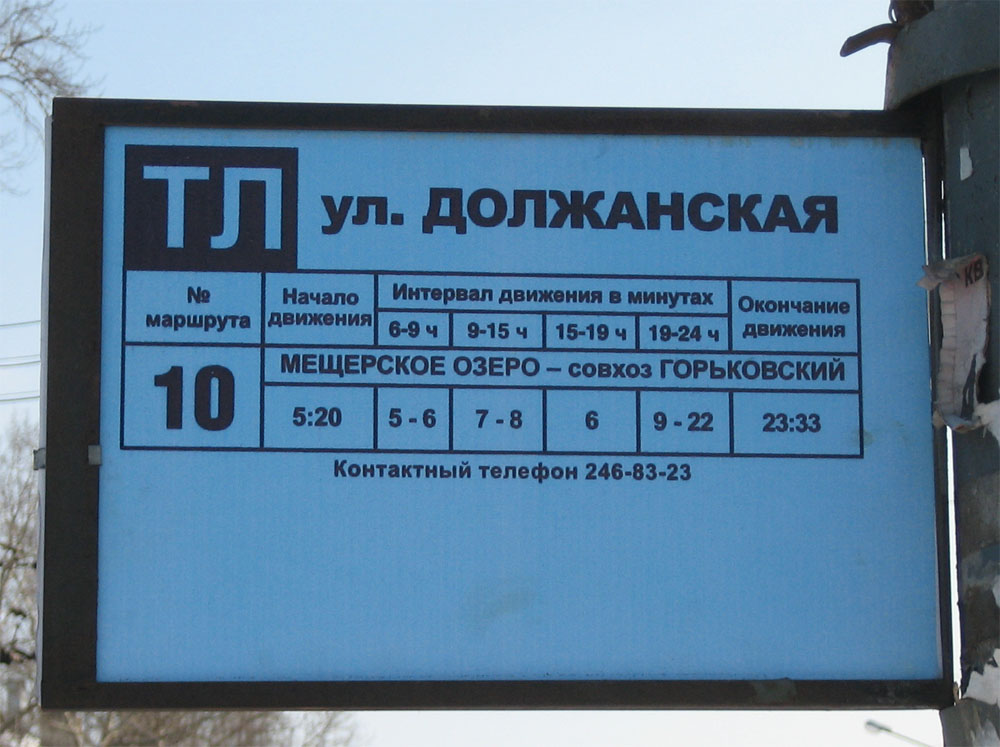 ТЛ ул. ДОЛЖАНСКАЯ
№ маршрута
Начало движения
Интервал движения в минутах
Окончание движения
6-9 ч 9-15 ч 15-19 ч 19-24 ч
МЕЩЕРСКОЕ ОЗЕРО – совхоз ГОРЬКОВСКИЙ
10 5:20 5 - 6 7 - 8 6 9 - 22 23:33
Контактный телефон 246-83-23
кв